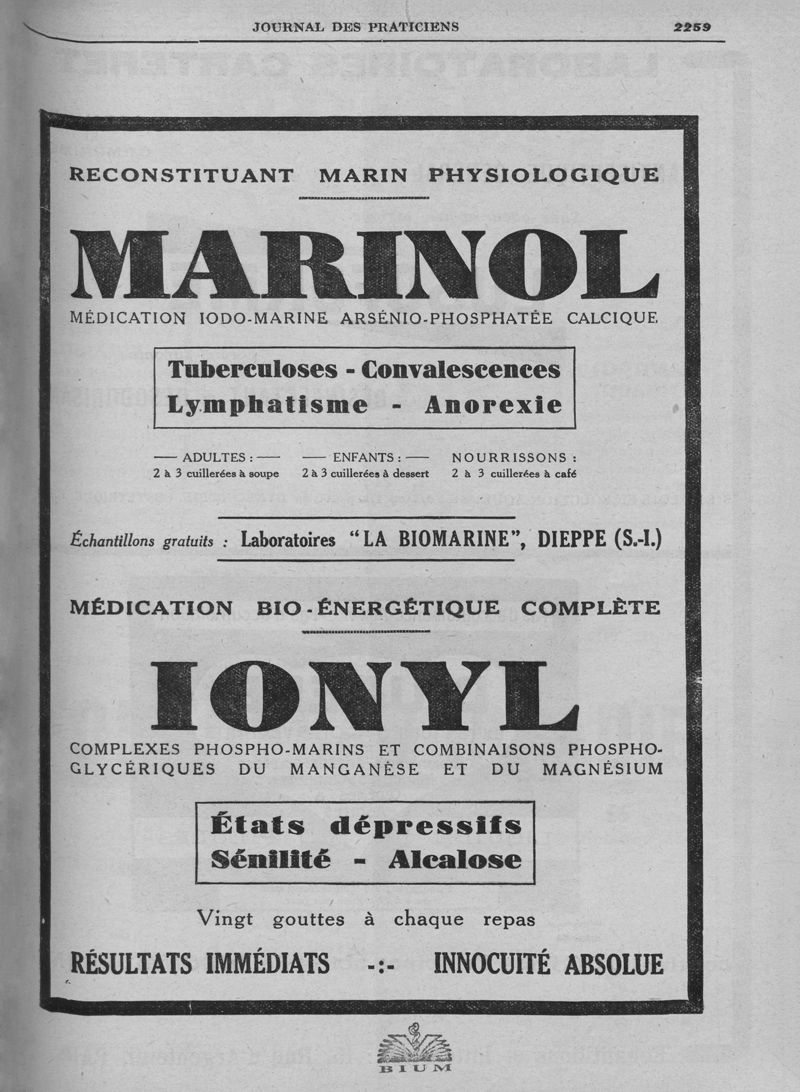 JOURNAL DES PRATICIENS 2259
RECONSTITUANT MARIN PHYSIOLOGIQUE
MARINOL
MÉDICATION IODO-MARINE ARSÉNIO-PHOSPHATÉE CALCIQUE
Tuberculoses - Convalescences
Lymphatisme - Anorexie
— ADULTES : — — ENFANTS : — NOURRISSONS :
2 à 3 cuillerées à soupe 2 à 3 cuillerées à dessert 2 à 3 cuillerées à café
Échantillons gratuits : Laboratoires "LA BIOMARINE", DIEPPE (S.-I.)
MÉDICATION BIO-ÉNERGÉTIQUE COMPLÈTE
IONYL
COMPLEXES PHOSPHO-MARINS ET COMBINAISONS PHOSPHO-
GLYCÉRIQUES DU MANGANÈSE ET DU MAGNÉSIUM
États dépressifs
Sénilité - Alcalose
Vingt gouttes à chaque repas
RÉSULTATS IMMÉDIATS -:- INNOCUITÉ ABSOLUE
BIUM